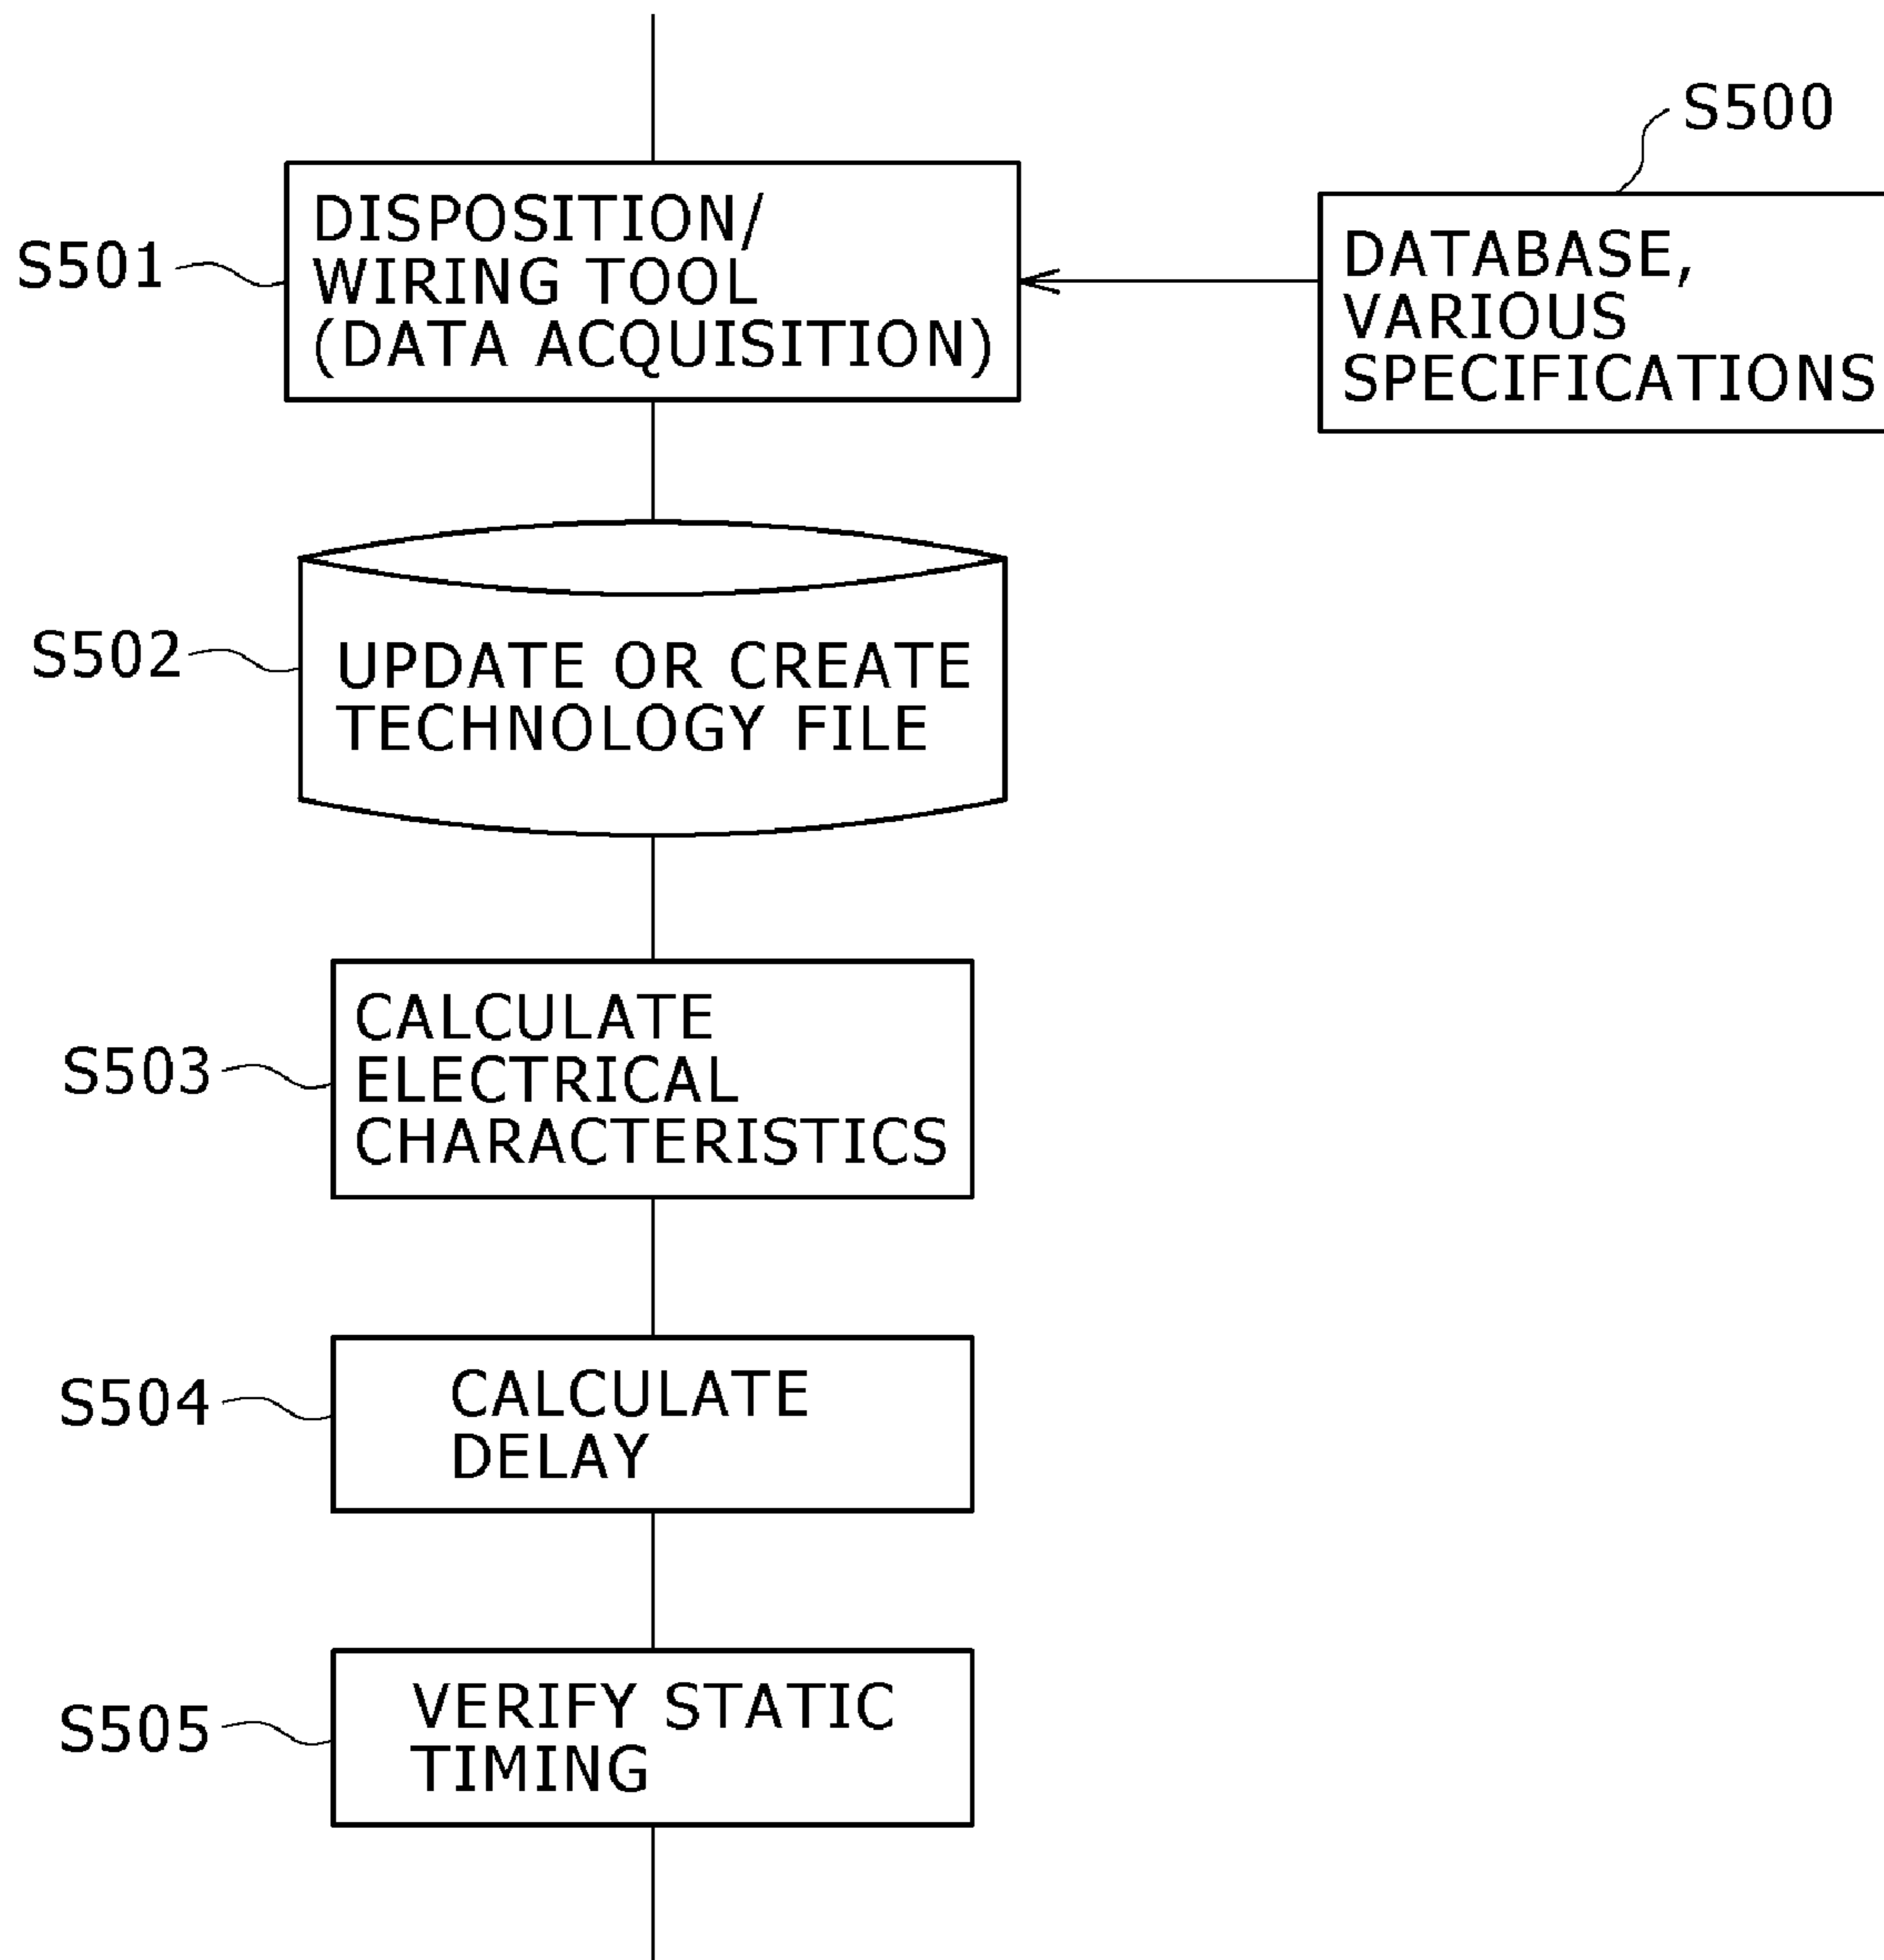 S500
S501
DISPOSITION/
WIRING TOOL
(DATA ACQUISITION)
DATABASE,
VARIOUS
SPECIFICATIONS
S502
UPDATE OR CREATE
TECHNOLOGY FILE
S503
CALCULATE
ELECTRICAL
CHARACTERISTICS
S504
CALCULATE
DELAY
S505
VERIFY STATIC
TIMING